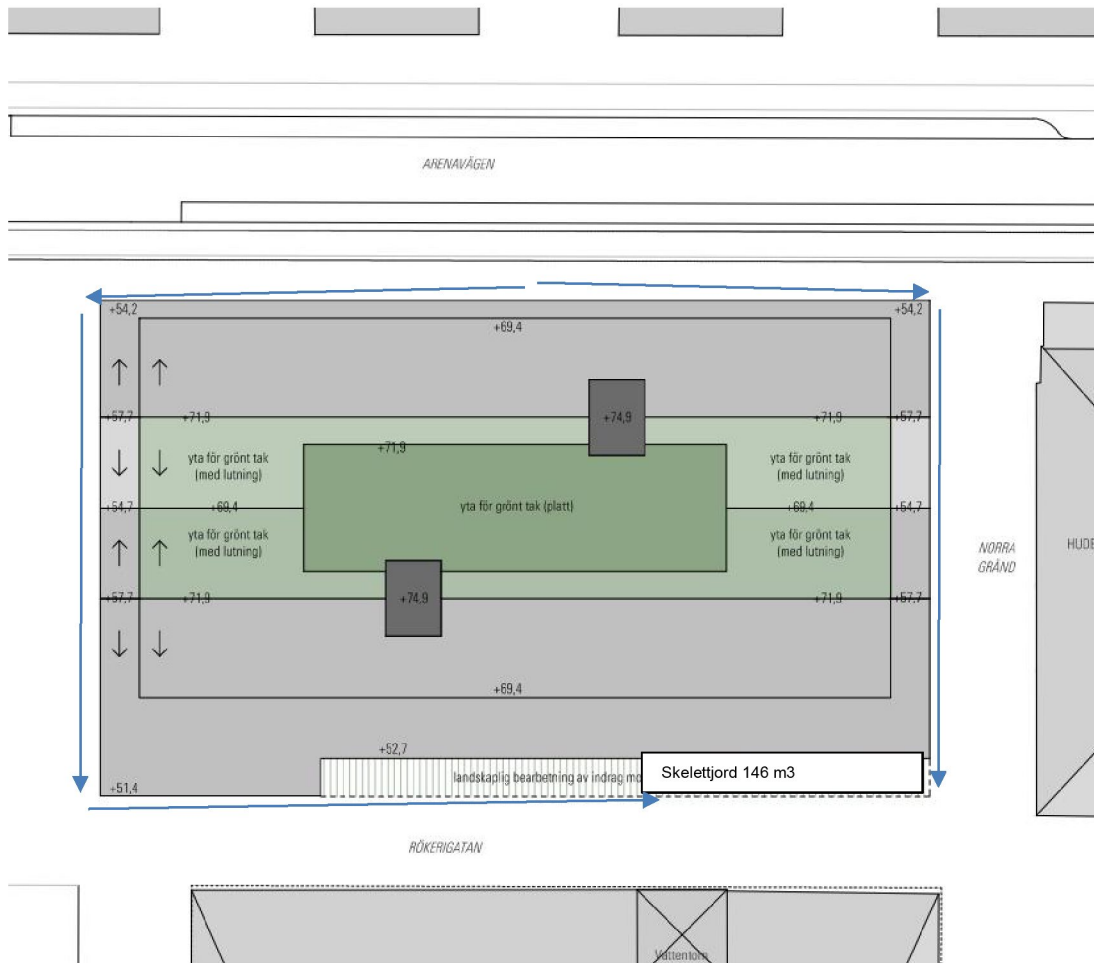 ARENAVÄGEN
+54,2
+54,2
+69,4
+57,7
+71,9
+74,9
+71,9
+57,7
+71,9
yta för grönt tak
(med lutning)
yta för grönt tak
(med lutning)
+54,7
+69,4
yta för grönt tak (platt)
+69,4
+54,7
yta för grönt tak
(med lutning)
yta för grönt tak
(med lutning)
NORRA
GRÄND
HUDE
+57,7
+71,9
+74,9
+71,9
+57,7
+69,4
+52,7
landskaplig bearbetning av indrag mo
Skelettjord 146 m3
+51,4
RÖKERIGATAN
Vattentorn